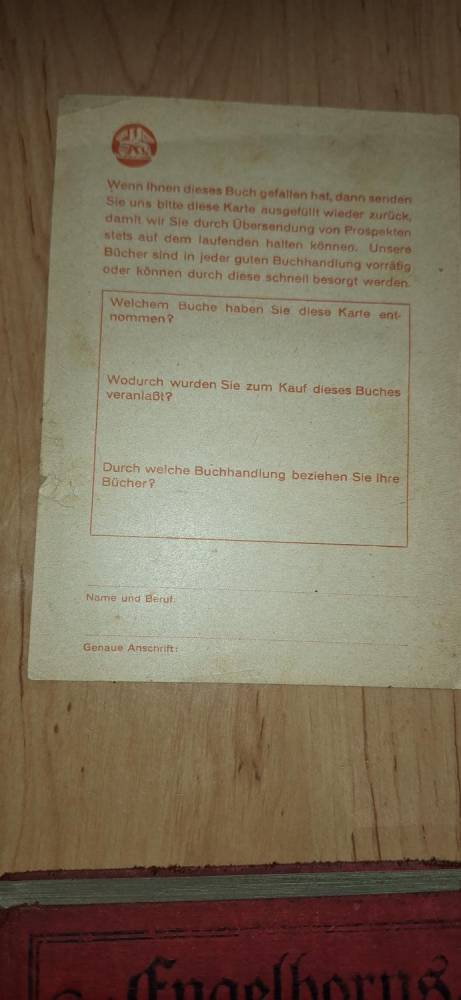 Wenn Ihnen dieses Buch gefallen hat, dann senden
Sie uns bitte diese Karte ausgefüllt wieder zurück,
damit wir Sie durch Übersendung von Prospekten
stets auf dem laufenden halten können. Unsere
Bücher sind in jeder guten Buchhandlung vorrätig
oder können durch diese schnell besorgt werden.
Welchem Buche haben Sie diese Karte ent-
nommen?
Wodurch wurden Sie zum Kauf dieses Buches
veranlaßt?
Durch welche Buchhandlung beziehen Sie Ihre
Bücher?
Name und Beruf:
Genaue Anschrift:
Engelhorns